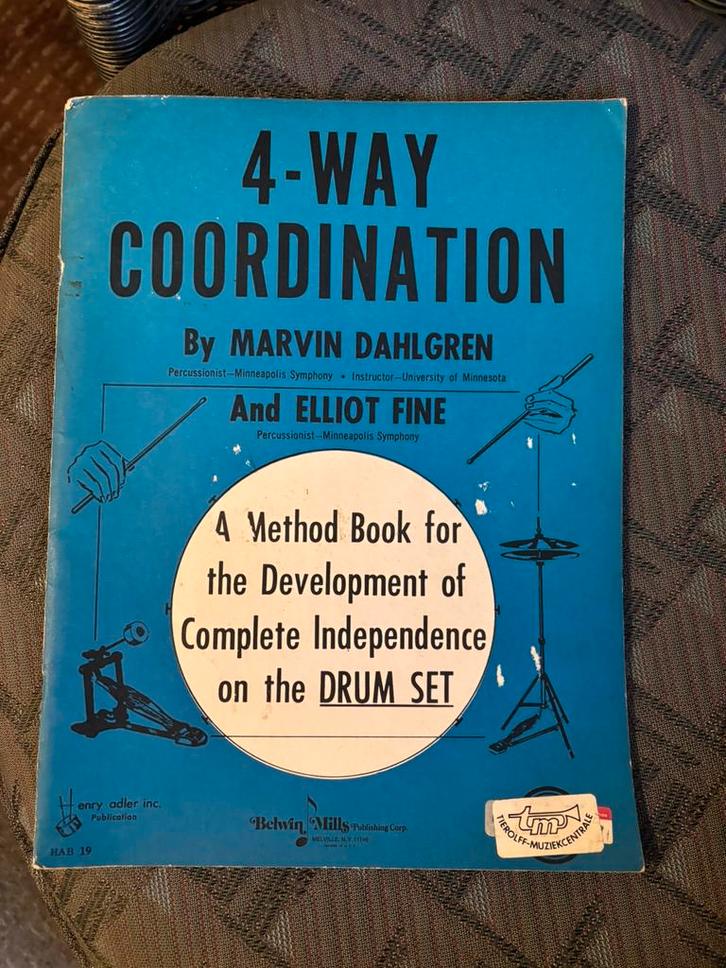 4-WAY
COORDINATION
By MARVIN DAHLGREN
Percussionist—Minneapolis Symphony • Instructor—University of Minnesota
And ELLIOT FINE
Percussionist—Minneapolis Symphony
A Method Book for
the Development of
Complete Independence
on the DRUM SET
Henry adler inc.
Publication
HAB 19
Belwin Mills Publishing Corp.
MELVILLE, N.Y. 11746
tm
TIEROLFF-MUZIEKCENTRALE